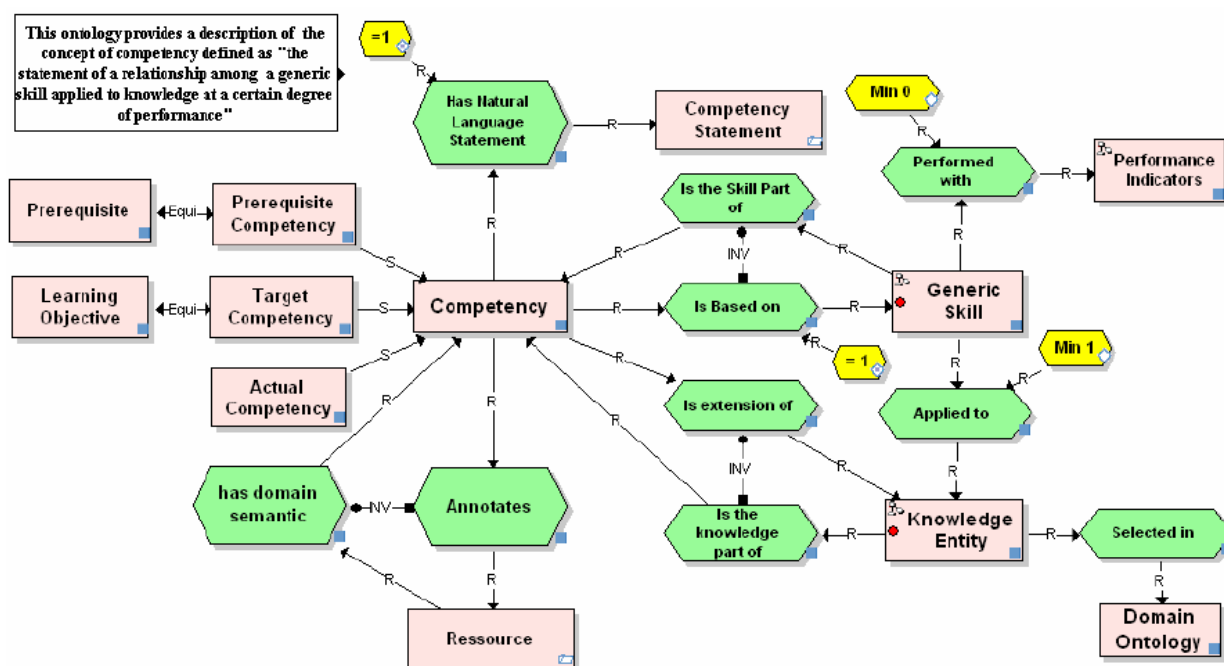 This ontology provides a description of the
concept of competency defined as "the
statement of a relationship among a generic
skill applied to knowledge at a certain degree
of performance"
=1
R
Has Natural
Language
Statement
R
Competency
Statement
Min 0
R
Performed
with
R
Performance
Indicators
Prerequisite
Equi
Prerequisite
Competency
S
R
Is the Skill Part
of
R
INV
R
R
Learning
Objective
Equi
Target
Competency
S
Competency
R
Is Based on
R
Generic
Skill
R
= 1
R
Min 1
R
Actual
Competency
S
R
R
R
R
Is extension of
R
Applied to
R
INV
has domain
semantic
NV
Annotates
Is the
knowledge
part of
R
Knowledge
Entity
R
Selected in
R
R
R
Ressource
Domain
Ontology